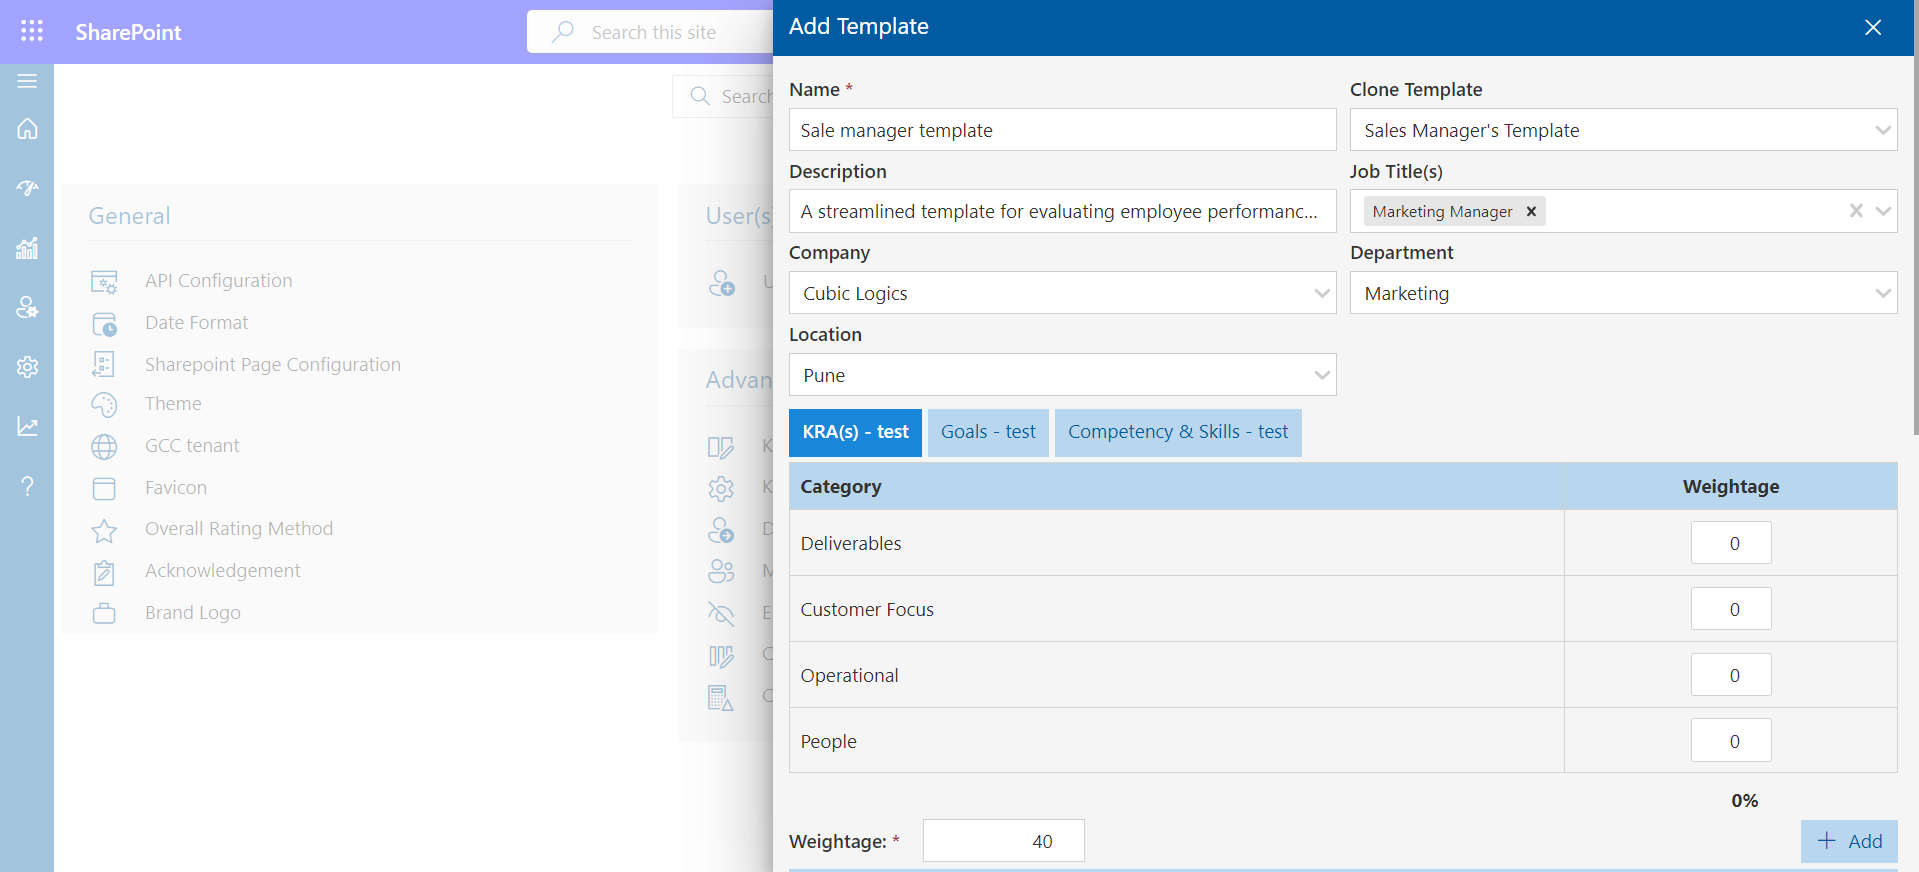 SharePoint
Search this site
Add Template
Search
General
API Configuration
Date Format
Sharepoint Page Configuration
Theme
GCC tenant
Favicon
Overall Rating Method
Acknowledgement
Brand Logo
User(s)
U
Advan
K
K
D
M
E
C
C
Name *
Sale manager template
Clone Template
Sales Manager's Template
Description
A streamlined template for evaluating employee performanc...
Job Title(s)
Marketing Manager
Company
Cubic Logics
Department
Marketing
Location
Pune
KRA(s) - test
Goals - test
Competency & Skills - test
Category Weightage
Deliverables 0
Customer Focus 0
Operational 0
People 0
0%
Weightage: * 40
+ Add